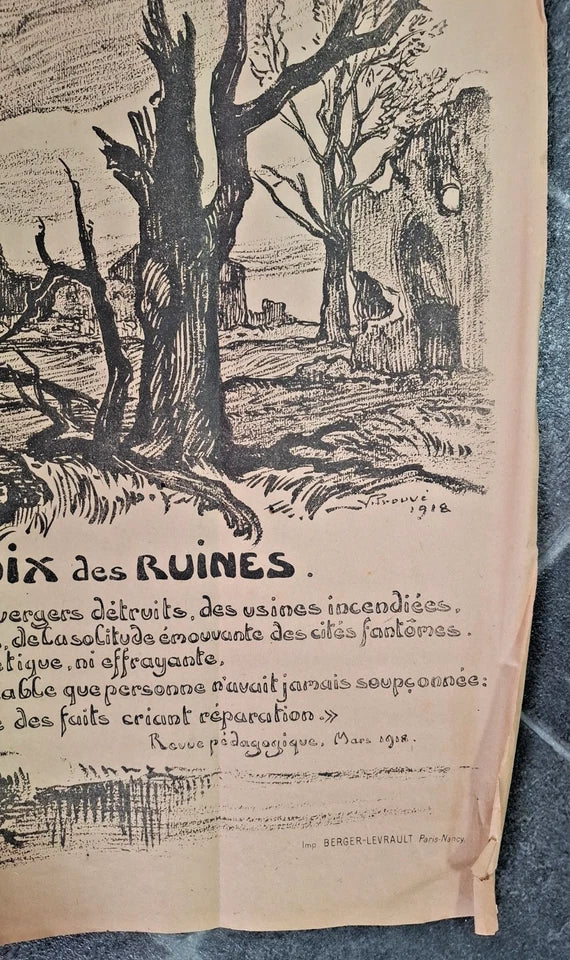 V. Prouvé
1918
OIX des RUINES.
vergers détruits, des usines incendiées,
, de la solitude émouvante des cités fantômes.
étique, ni effrayante,
able que personne n'avait jamais soupçonnée:
des faits criant réparation.»
Revue pédagogique, Mars 1918.
Imp. BERGER-LEVRAULT Paris-Nancy.